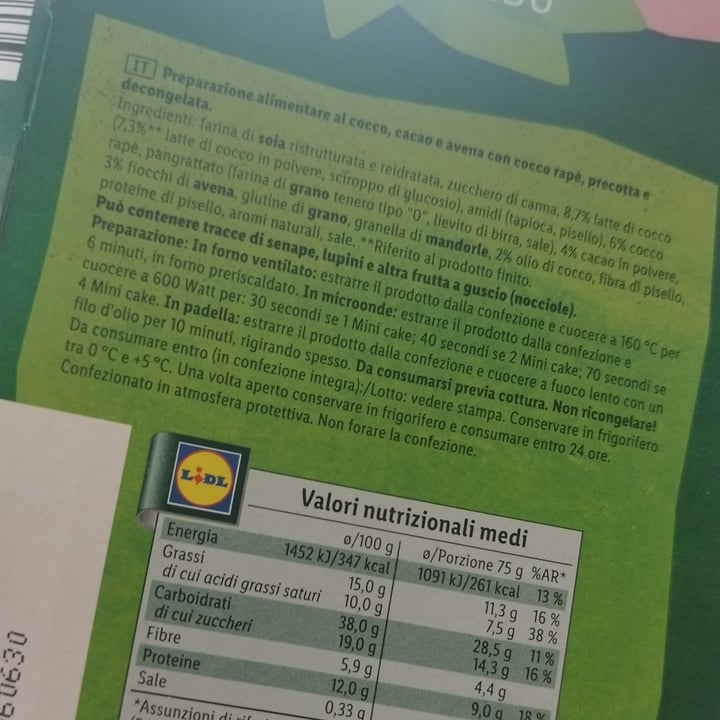 IT Preparazione alimentare al cocco, cacao e avena con cocco rapè, precotta e
decongelata.
Ingredienti: farina di soia ristrutturata e reidratata, zucchero di canna, 8,7% latte di cocco
(7,3%** latte di cocco in polvere, sciroppo di glucosio), amidi (tapioca, pisello), 6% cocco
rapè, pangrattato (farina di grano tenero tipo "0", lievito di birra, sale), 4% cacao in polvere,
3% fiocchi di avena, glutine di grano, granella di mandorle, 2% olio di cocco, fibra di pisello,
proteine di pisello, aromi naturali, sale. **Riferito al prodotto finito.
Può contenere tracce di senape, lupini e altra frutta a guscio (nocciole).
Preparazione: In forno ventilato: estrarre il prodotto dalla confezione e cuocere a 160 °C per
6 minuti, in forno preriscaldato. In microonde: estrarre il prodotto dalla confezione e
cuocere a 600 Watt per: 30 secondi se 1 Mini cake; 40 secondi se 2 Mini cake; 70 secondi se
4 Mini cake. In padella: estrarre il prodotto dalla confezione e cuocere a fuoco lento con un
filo d'olio per 10 minuti, rigirando spesso. Da consumarsi previa cottura. Non ricongelare!
Da consumare entro (in confezione integra):/Lotto: vedere stampa. Conservare in frigorifero
tra 0 °C e +5 °C. Una volta aperto conservare in frigorifero e consumare entro 24 ore.
Confezionato in atmosfera protettiva. Non forare la confezione.
LIDL
Valori nutrizionali medi
ø/100 g ø/Porzione 75 g %AR*
Energia 1452 kJ/347 kcal 1091 kJ/261 kcal 13 %
Grassi 15,0 g 11,3 g 16 %
di cui acidi grassi saturi 10,0 g 7,5 g 38 %
Carboidrati 38,0 g 28,5 g 11 %
di cui zuccheri 19,0 g 14,3 g 16 %
Fibre 5,9 g 4,4 g
Proteine 12,0 g 9,0 g 18 %
Sale 0,33 g
*Assunzioni di